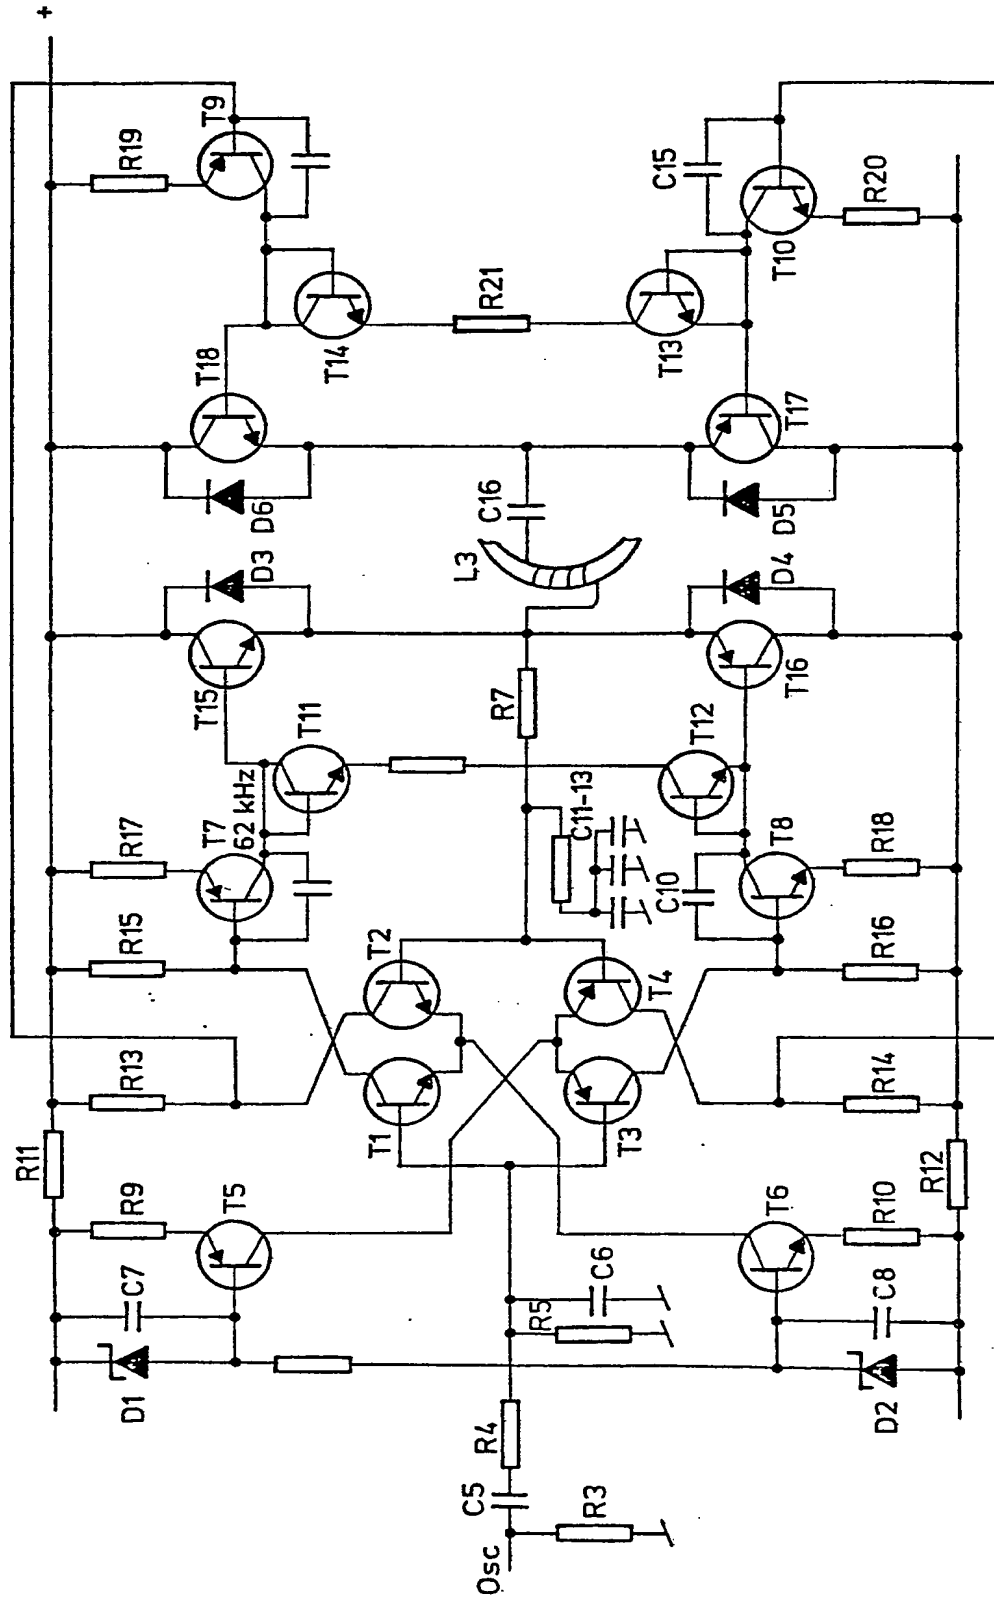 +
R11
R9
T5
C7
D1
R13
R15
R17
T7
62 kHz
T11
T15
D3
D6
T18
T14
R19
T9
T1
T2
T3
T4
Osc
C5
R4
R3
R5
C6
C11-13
R7
L3
C16
R21
C10
T12
T16
D4
D5
T17
T13
C15
T10
R20
T8
R18
R16
R14
R12
T6
R10
C8
D2